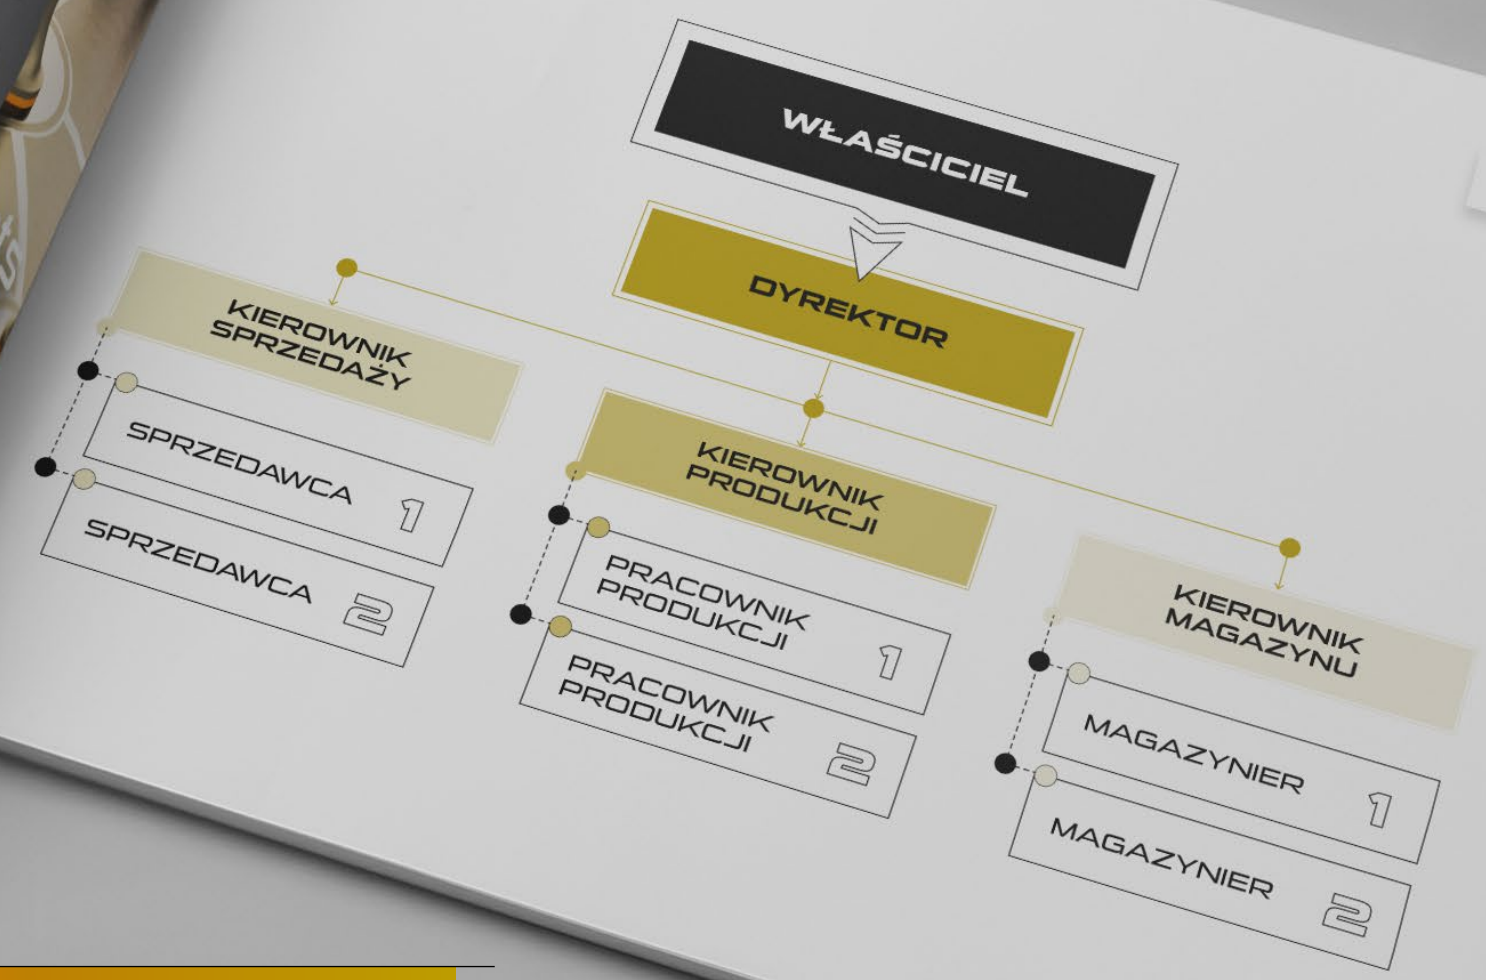 WŁAŚCICIEL
DYREKTOR
KIEROWNIK
SPRZEDAŻY
SPRZEDAWCA 1
SPRZEDAWCA 2
KIEROWNIK
PRODUKCJI
PRACOWNIK
PRODUKCJI 1
PRACOWNIK
PRODUKCJI 2
KIEROWNIK
MAGAZYNU
MAGAZYNIER 1
MAGAZYNIER 2